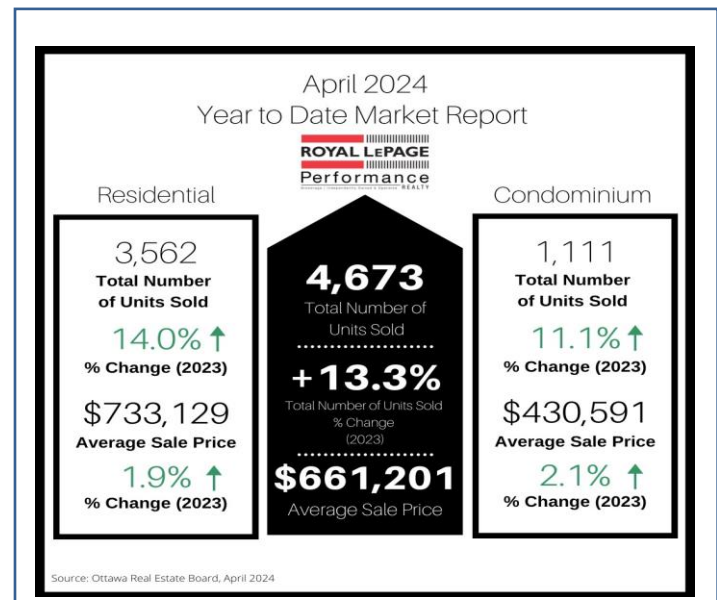 April 2024
Year to Date Market Report
ROYAL LEPAGE
Performance
REALTY
Residential
3,562
Total Number
of Units Sold
14.0%
% Change (2023)
$733,129
Average Sale Price
1.9%
% Change (2023)
4,673
Total Number of
Units Sold
+13.3%
Total Number of Units Sold
% Change
(2023)
$661,201
Average Sale Price
Condominium
1,111
Total Number
of Units Sold
11.1%
% Change (2023)
$430,591
Average Sale Price
2.1%
% Change (2023)
Source: Ottawa Real Estate Board, April 2024